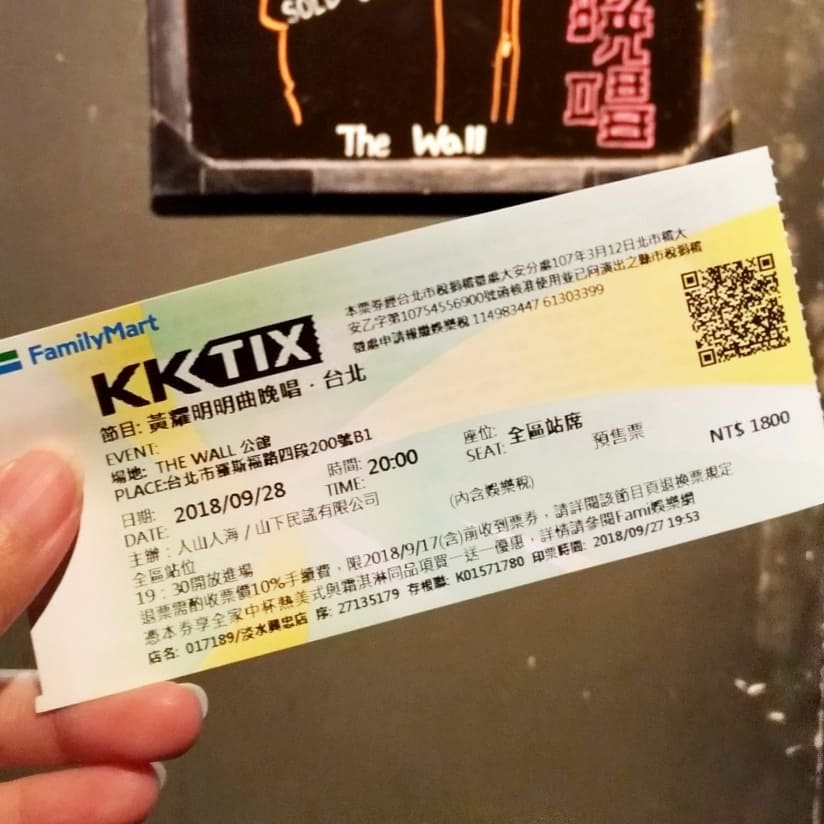 SOLD
晚唱
The Wall
FamilyMart
KKTIX
本票券經台北市稅捐稽徵處大安分處107年3月12日北市稽大
安乙字第10754556900號函核准使用並已向演出之縣市稅捐稽
徵處申請報繳娛樂稅 114983447 61303399
節目: 黃耀明明曲晚唱．台北
EVENT:
場地: THE WALL 公館
PLACE:台北市羅斯福路四段200號B1
座位: 全區站席
SEAT:
預售票
NT$ 1800
日期: 2018/09/28
DATE:
時間: 20:00
TIME:
(內含娛樂稅)
主辦：人山人海 / 山下民謠有限公司
全區站位
19：30開放進場
退票需酌收票價10%手續費，限2018/9/17(含)前收到票券，請詳閱該節目頁退換票規定
憑本券享全家中杯熱美式與霜淇淋同品項買一送一優惠，詳情請參閱Fami娛樂網
店名: 017189/淡水興忠店 序: 27135179 存根聯: K01571780 印票時間: 2018/09/27 19:53